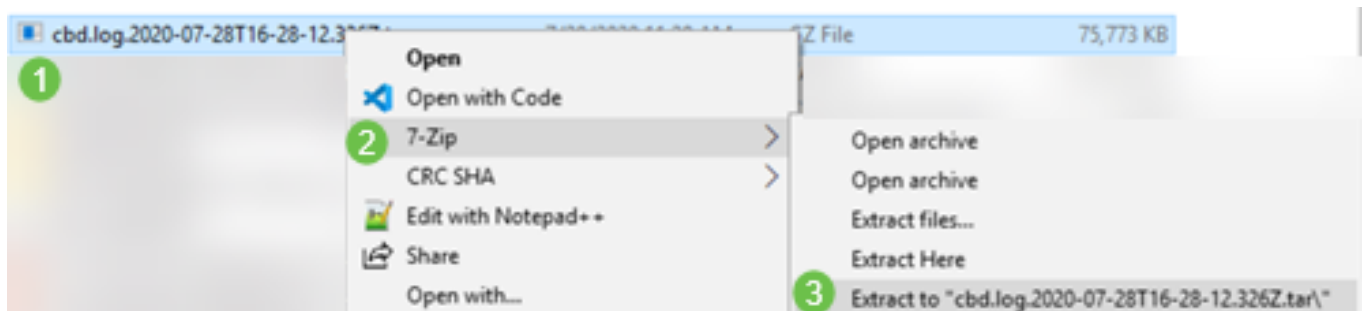 cbd.log.2020-07-28T16-28-12.3
GZ File
75,773 KB
1
Open
Open with Code
2
7-Zip
CRC SHA
Edit with Notepad++
Share
Open with...
Open archive
Open archive
Extract files...
Extract Here
3
Extract to "cbd.log.2020-07-28T16-28-12.326Z.tar\"